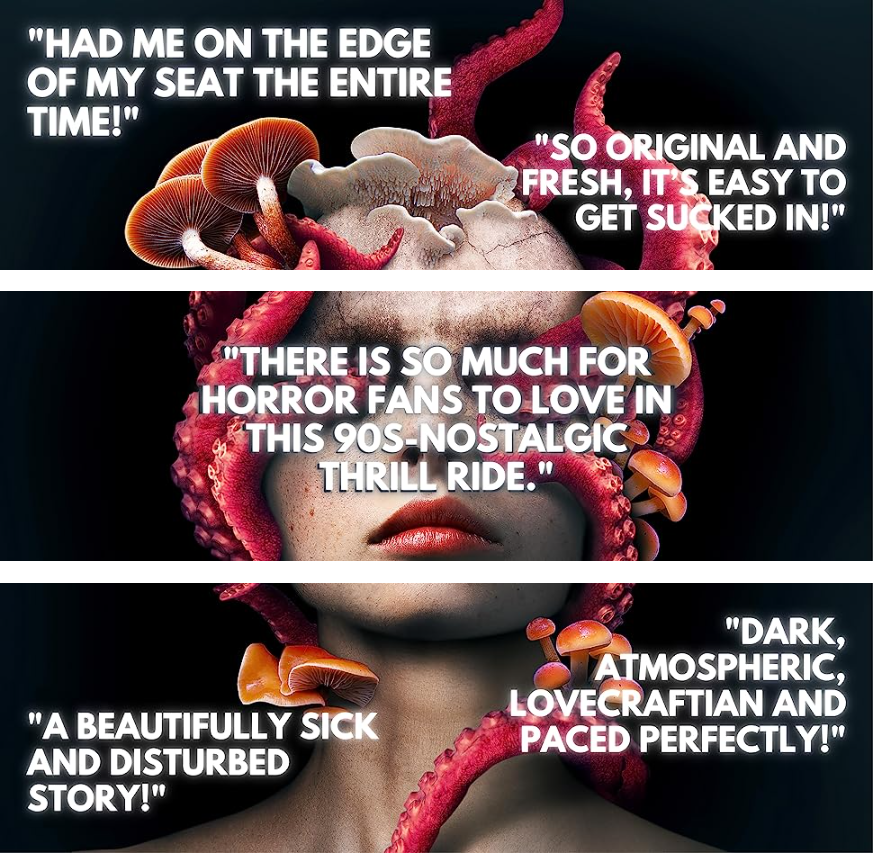 "HAD ME ON THE EDGE
OF MY SEAT THE ENTIRE
TIME!"
"SO ORIGINAL AND
FRESH, IT'S EASY TO
GET SUCKED IN!"
"THERE IS SO MUCH FOR
HORROR FANS TO LOVE IN
THIS 90S-NOSTALGIC
THRILL RIDE."
"A BEAUTIFULLY SICK
AND DISTURBED
STORY!"
"DARK,
ATMOSPHERIC,
LOVECRAFTIAN AND
PACED PERFECTLY!"